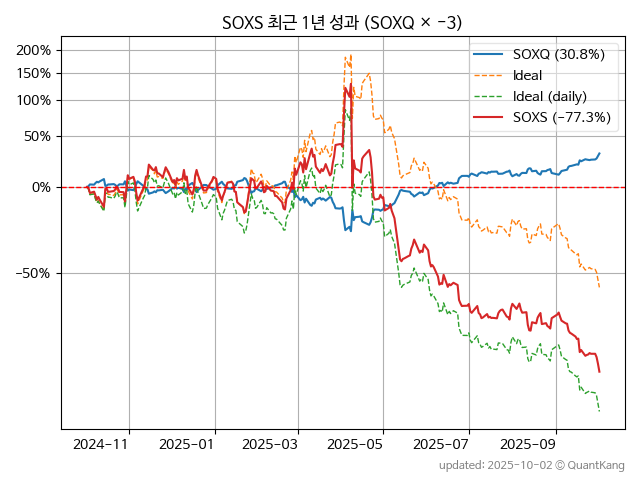 SOXS 최근 1년 성과 (SOXQ × −3)
200%
150%
100%
50%
0%
−50%
SOXQ (30.8%)
Ideal
Ideal (daily)
SOXS (−77.3%)
2024-11
2025-01
2025-03
2025-05
2025-07
2025-09
updated: 2025-10-02 © QuantKang